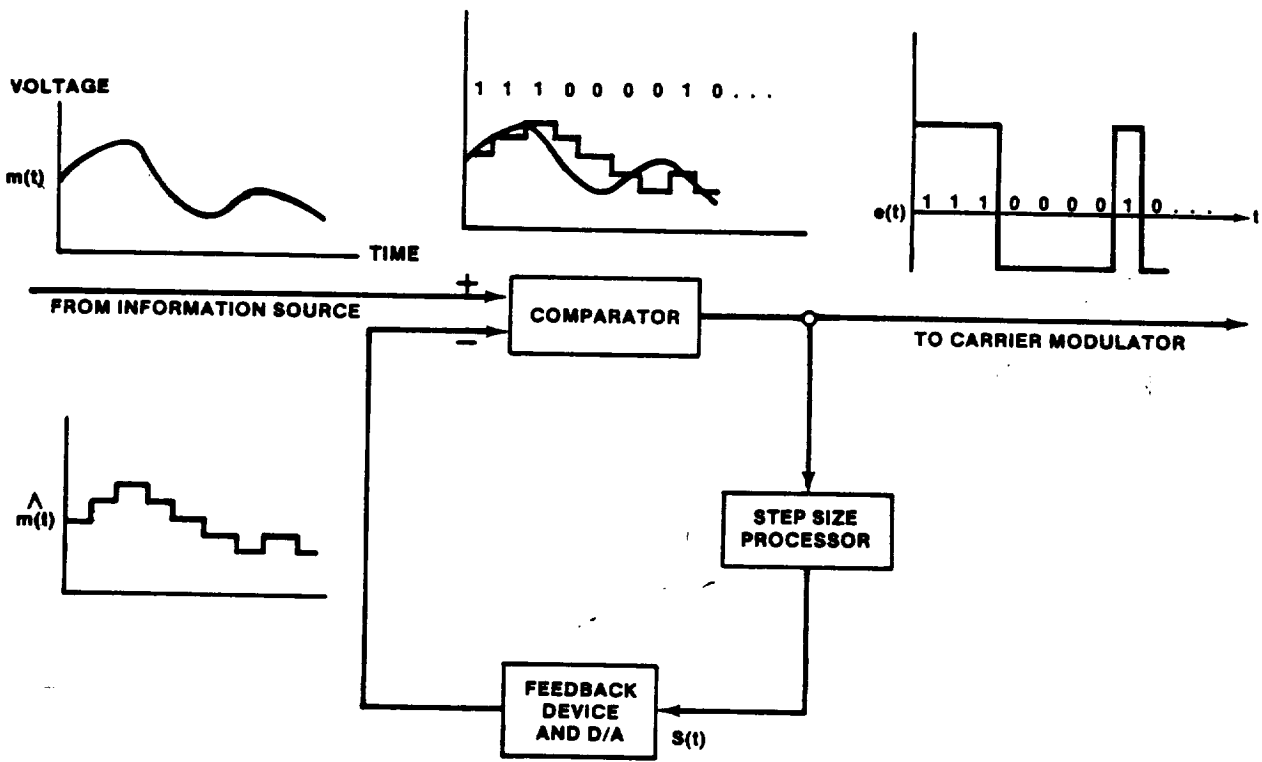 VOLTAGE
m(t)
TIME
1 1 1 0 0 0 0 1 0 . . .
e(t)
1 1 1 0 0 0 0 1 0 . . .
t
+
FROM INFORMATION SOURCE
−
COMPARATOR
TO CARRIER MODULATOR
^
m(t)
STEP SIZE
PROCESSOR
FEEDBACK
DEVICE
AND D/A
S(t)